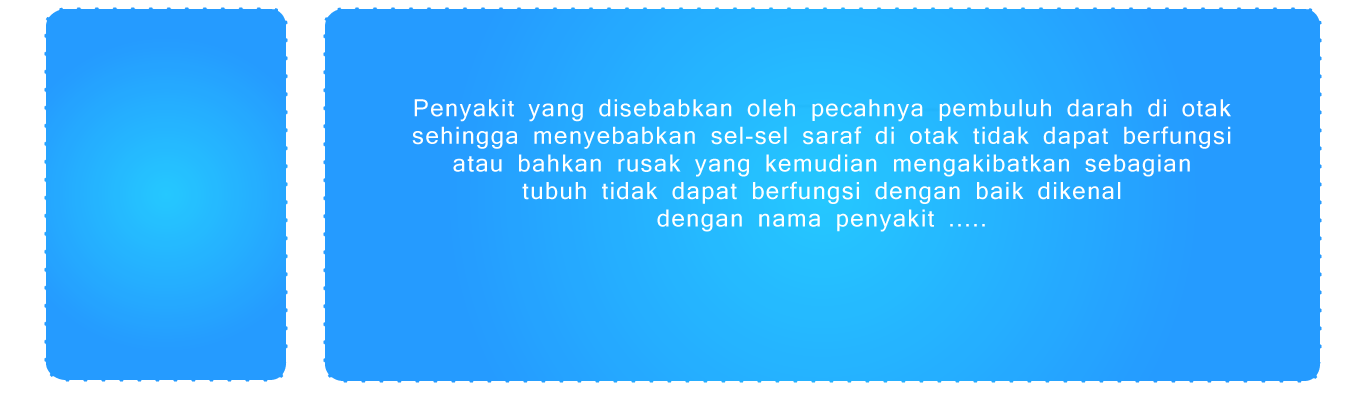 Penyakit yang disebabkan oleh pecahnya pembuluh darah di otak
sehingga menyebabkan sel-sel saraf di otak tidak dapat berfungsi
atau bahkan rusak yang kemudian mengakibatkan sebagian
tubuh tidak dapat berfungsi dengan baik dikenal
dengan nama penyakit .....